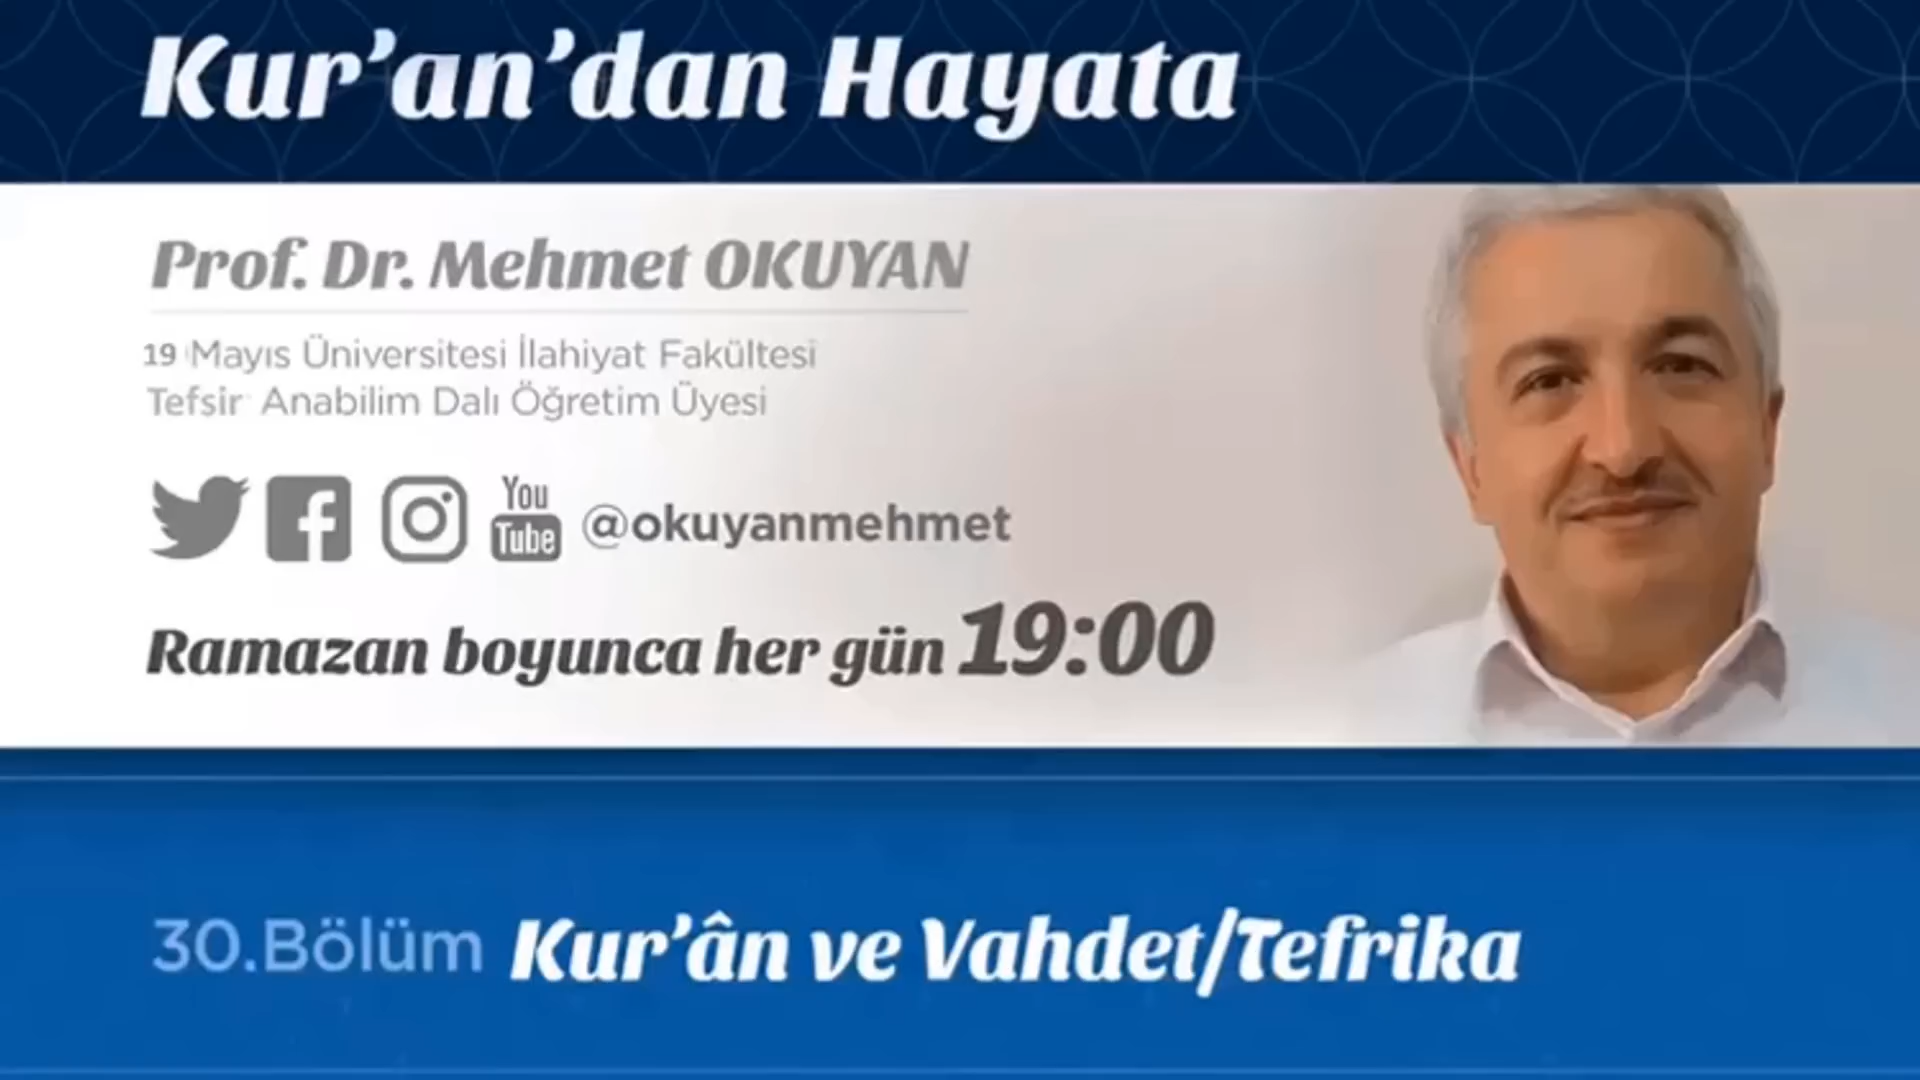 Kur’an’dan Hayata
Prof. Dr. Mehmet OKUYAN
19 Mayıs Üniversitesi İlahiyat Fakültesi
Tefsir Anabilim Dalı Öğretim Üyesi
You Tube @okuyanmehmet
Ramazan boyunca her gün 19:00
30.Bölüm Kur’ân ve Vahdet/Tefrika